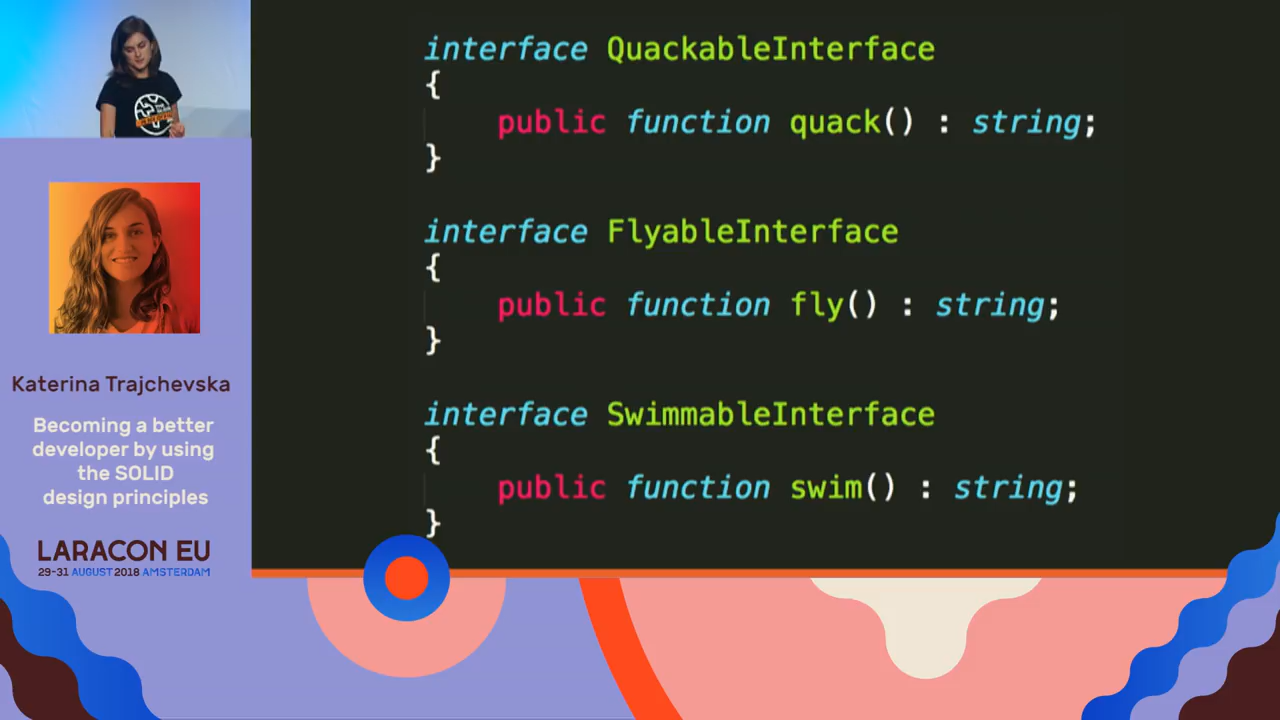 interface QuackableInterface
{
public function quack() : string;
}
interface FlyableInterface
{
public function fly() : string;
}
interface SwimmableInterface
{
public function swim() : string;
}
Katerina Trajchevska
Becoming a better
developer by using
the SOLID
design principles
LARACON EU
29-31 AUGUST 2018 AMSTERDAM